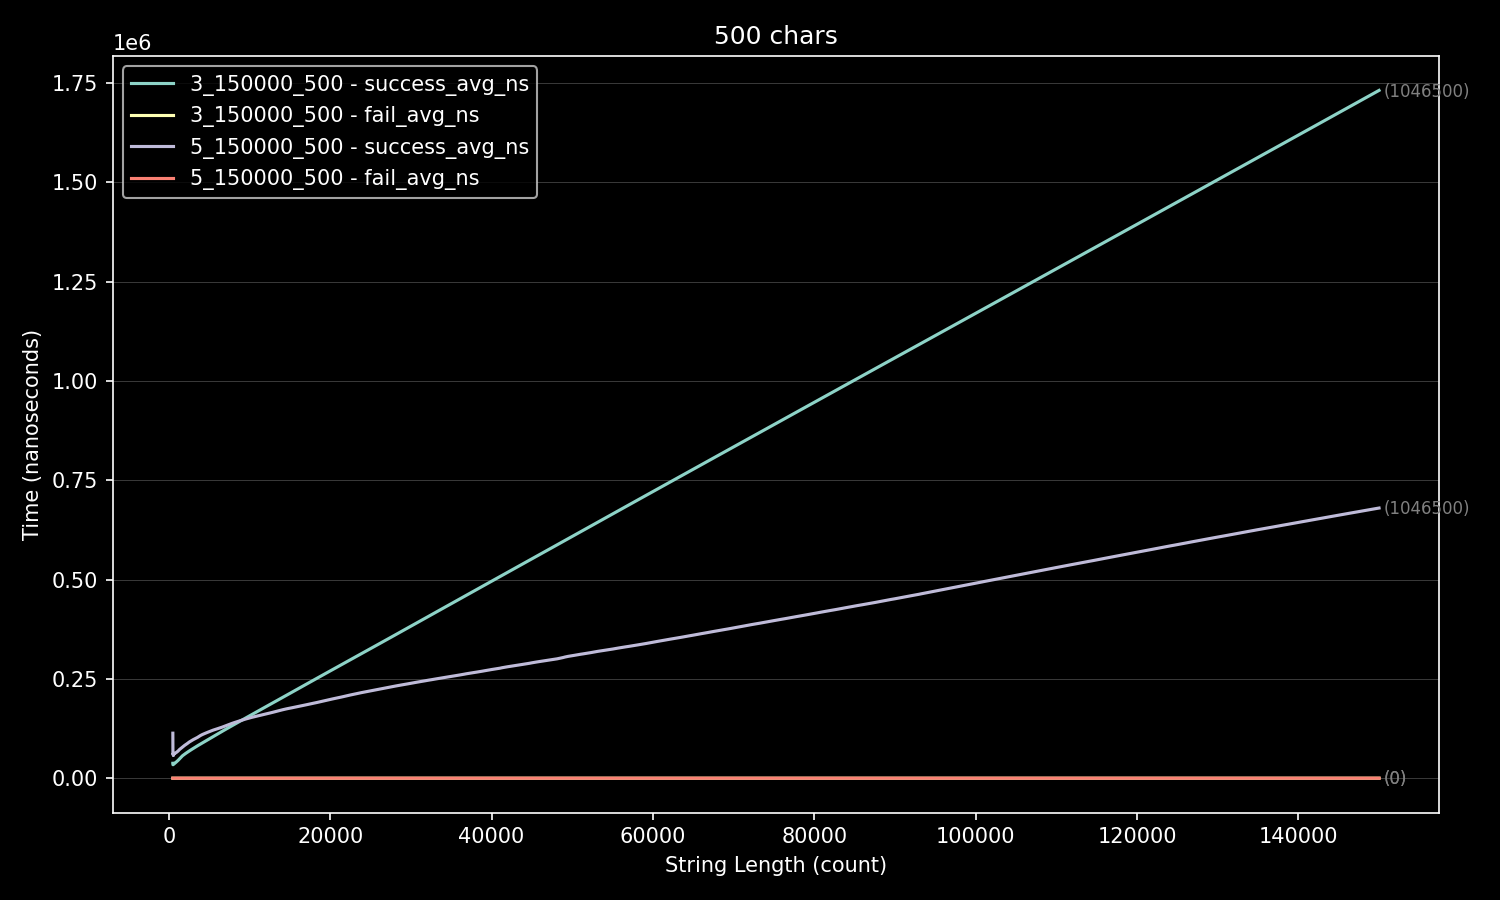 500 chars
1e6
3_150000_500 - success_avg_ns
3_150000_500 - fail_avg_ns
5_150000_500 - success_avg_ns
5_150000_500 - fail_avg_ns
1.75
1.50
1.25
1.00
0.75
0.50
0.25
0.00
Time (nanoseconds)
(1046500)
(1046500)
(0)
0
20000
40000
60000
80000
100000
120000
140000
String Length (count)